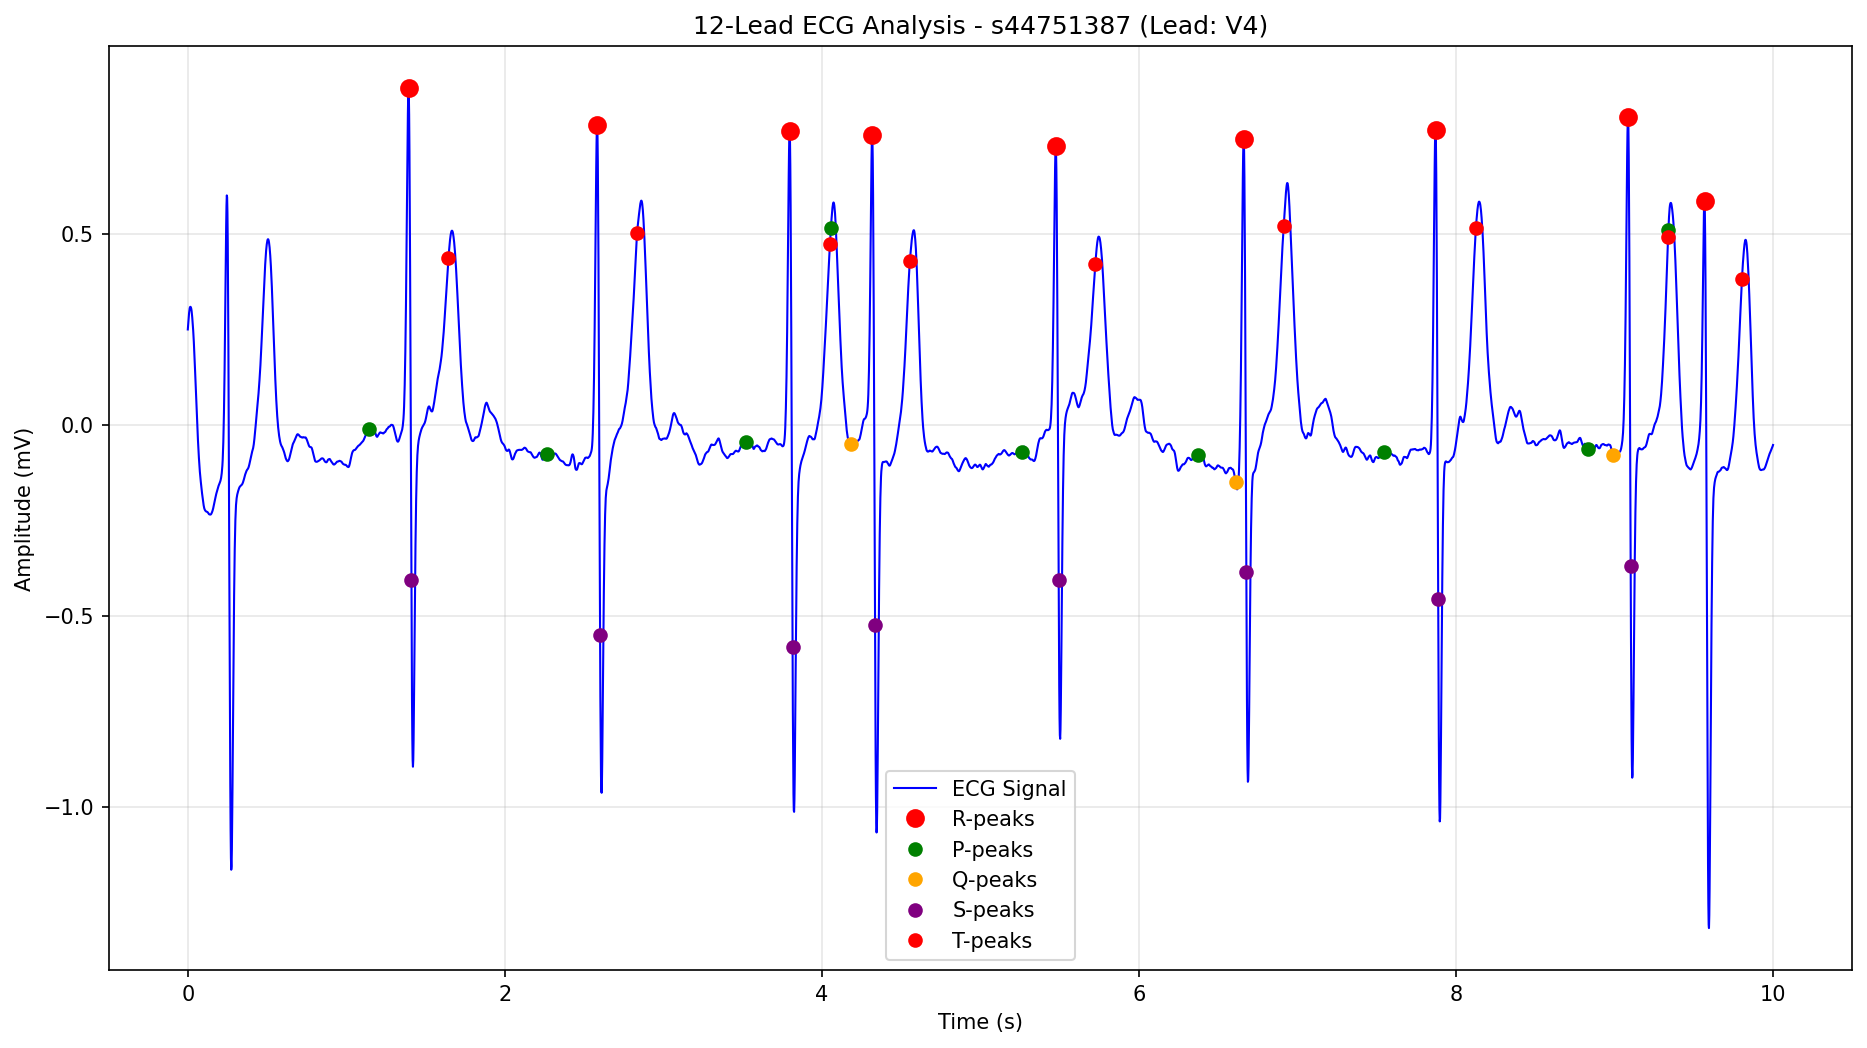 12-Lead ECG Analysis - s44751387 (Lead: V4)
Amplitude (mV)
0.5
0.0
−0.5
−1.0
ECG Signal
R-peaks
P-peaks
Q-peaks
S-peaks
T-peaks
0 2 4 6 8 10
Time (s)